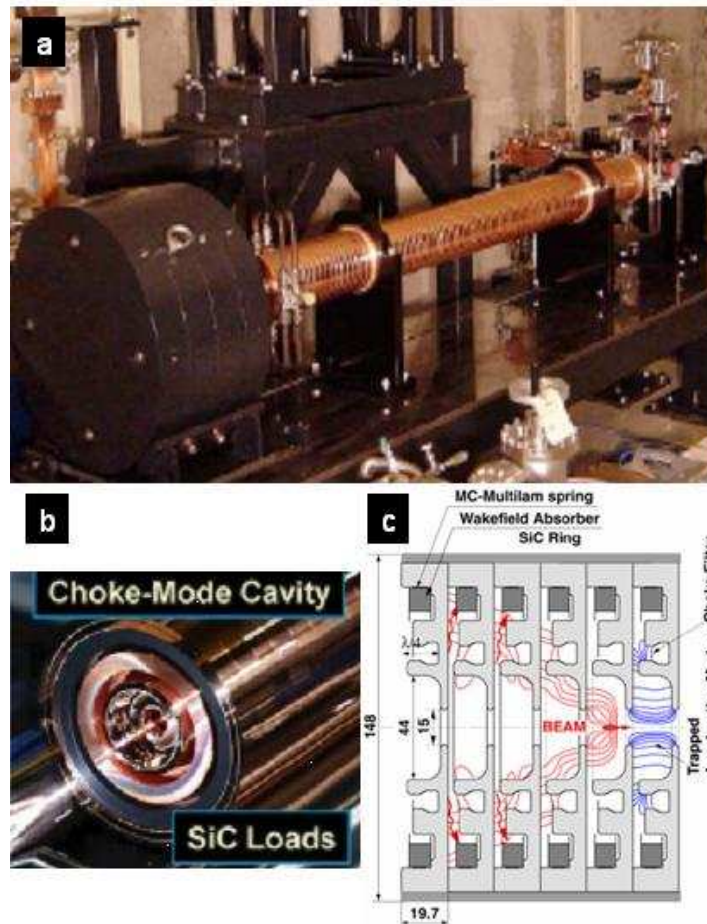 a
b
Choke-Mode Cavity
SiC Loads
c
MC-Multilam spring
Wakefield Absorber
SiC Ring
148
44
15
BEAM
Trapped
19.7